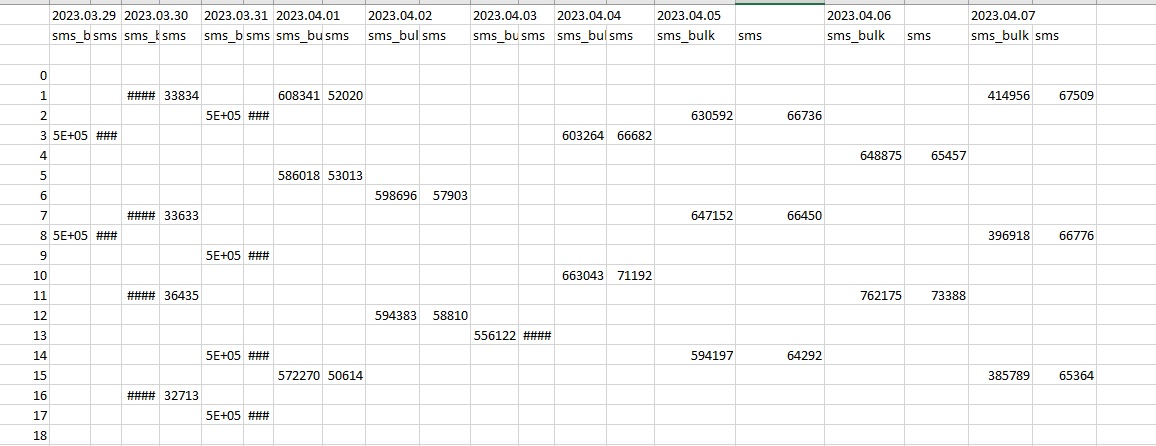 2023.03.29 2023.03.30 2023.03.31 2023.04.01 2023.04.02 2023.04.03 2023.04.04 2023.04.05 2023.04.06 2023.04.07
sms_b sms sms_b sms sms_b sms sms_bu sms sms_bul sms sms_bu sms sms_bul sms sms_bulk sms sms_bulk sms sms_bulk sms
0
1 #### 33834 608341 52020 414956 67509
2 5E+05 ### 630592 66736
3 5E+05 ### 603264 66682
4 648875 65457
5 586018 53013
6 598696 57903
7 #### 33633 647152 66450
8 5E+05 ### 396918 66776
9 5E+05 ###
10 663043 71192
11 #### 36435 762175 73388
12 594383 58810
13 556122 ####
14 5E+05 ### 594197 64292
15 572270 50614 385789 65364
16 #### 32713
17 5E+05 ###
18